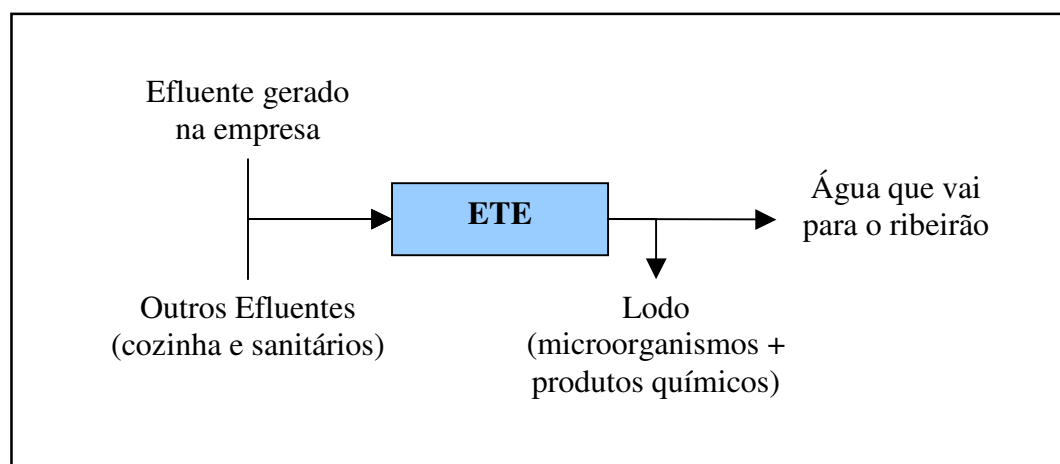 Efluente gerado
na empresa
ETE
Água que vai
para o ribeirão
Outros Efluentes
(cozinha e sanitários)
Lodo
(microorganismos +
produtos químicos)